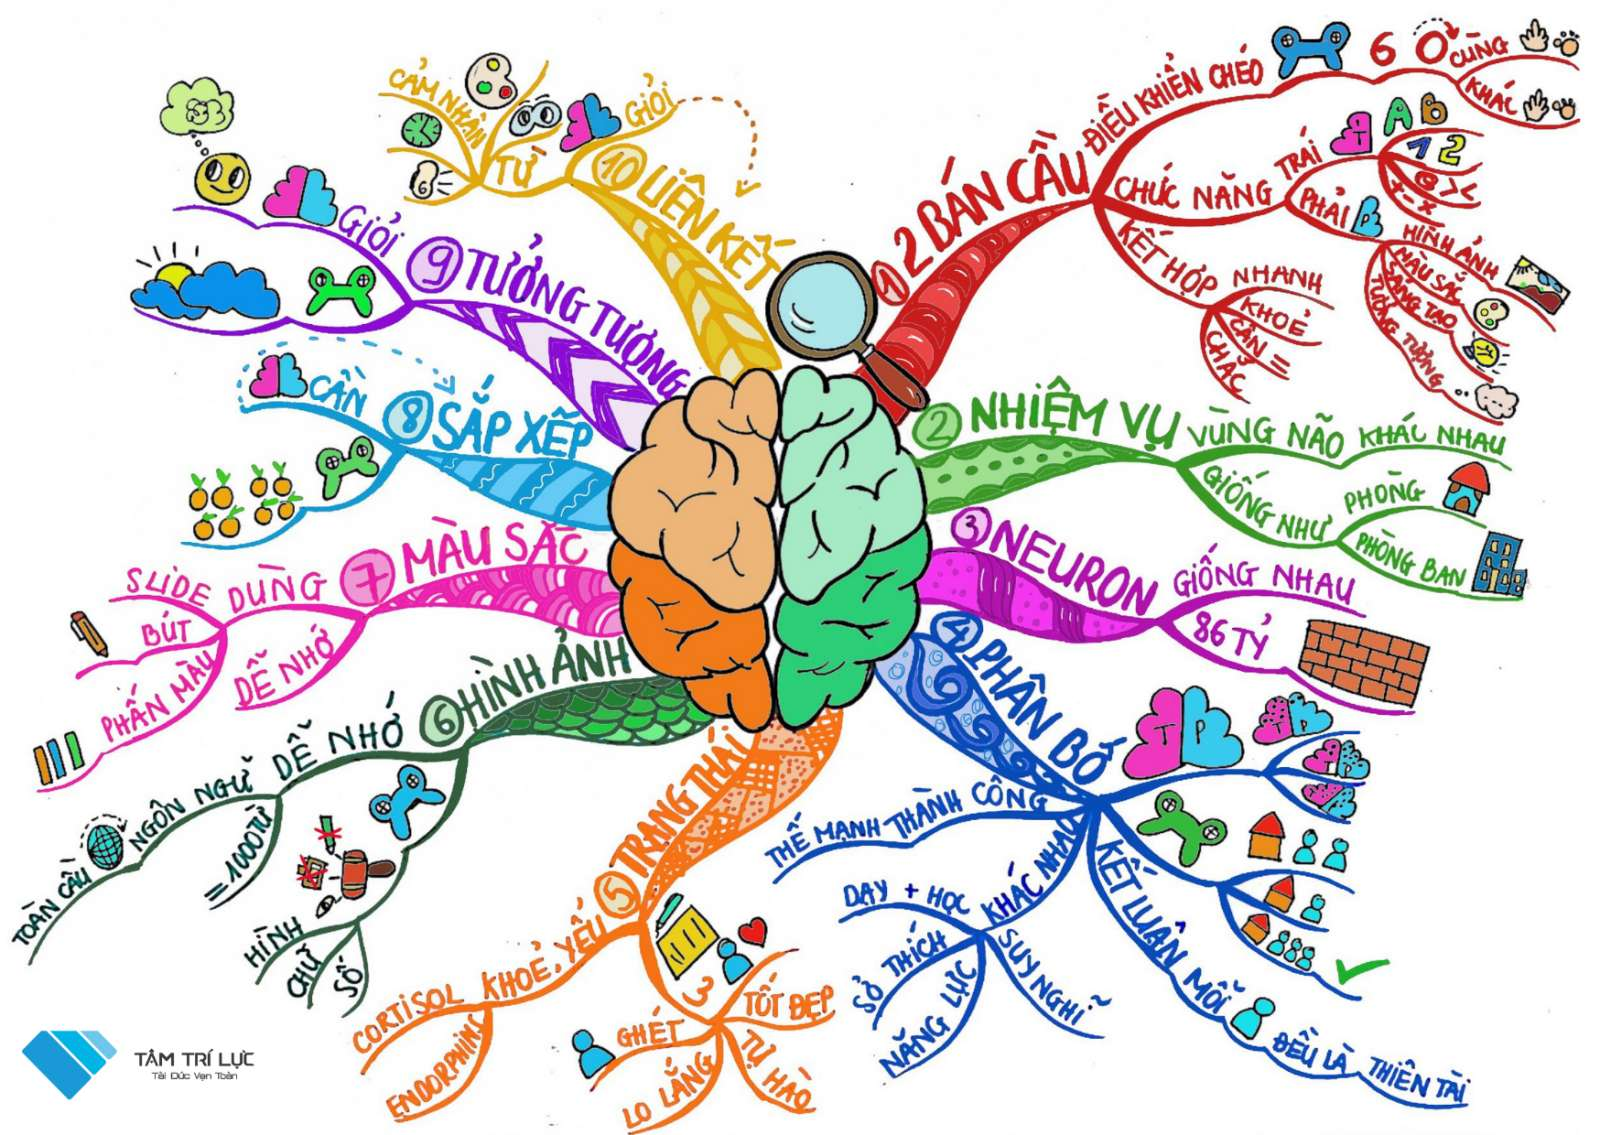 1 2 BÁN CẦU
ĐIỀU KHIỂN CHÉO
6
CÙNG
KHÁC
CHỨC NĂNG
TRÁI
T
A B
1 2
@ > <
+ - x
PHẢI
P
HÌNH ẢNH
MÀU SẮC
SÁNG TẠO
TƯỞNG TƯỢNG
KẾT HỢP
NHANH
KHOẺ
CÂN =
CHẮC
2 NHIỆM VỤ
VÙNG NÃO KHÁC NHAU
GIỐNG NHƯ
PHÒNG
PHÒNG BAN
3 NEURON
GIỐNG NHAU
86 TỶ
4 PHÂN BỐ
T P
T P
T P
T P
THẾ MẠNH THÀNH CÔNG
KHÁC NHAU
DẠY + HỌC
SỞ THÍCH
NĂNG LỰC
SUY NGHĨ
KẾT LUẬN MỖI
ĐỀU LÀ THIÊN TÀI
5 TRẠNG THÁI
KHOẺ, YẾU
CORTISOL
ENDORPHINS
3
TỐT ĐẸP
TỰ HÀO
GHÉT
LO LẮNG
6 HÌNH ẢNH
DỄ NHỚ
NGÔN NGỮ
TOÀN CẦU
= 1000 TỪ
HÌNH
CHỮ
SỐ
7 MÀU SẮC
DÙNG
SLIDE
BÚT
PHẤN MÀU
DỄ NHỚ
8 SẮP XẾP
CẦN
9 TƯỞNG TƯỢNG
GIỎI
10 LIÊN KẾT
GIỎI
TỪ
CẢM NHẬN
6
TÂM TRÍ LỰC
Tài Đức Vẹn Toàn